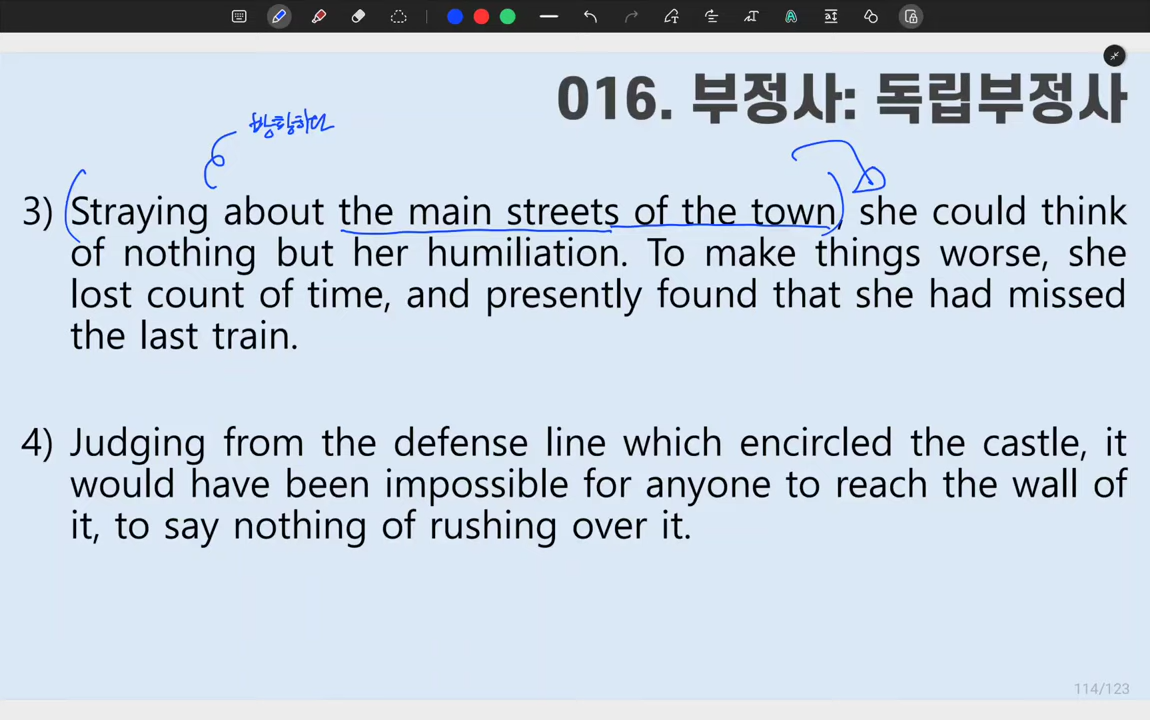 016. 부정사: 독립부정사
방황하다
3) Straying about the main streets of the town, she could think
of nothing but her humiliation. To make things worse, she
lost count of time, and presently found that she had missed
the last train.
4) Judging from the defense line which encircled the castle, it
would have been impossible for anyone to reach the wall of
it, to say nothing of rushing over it.
114/123